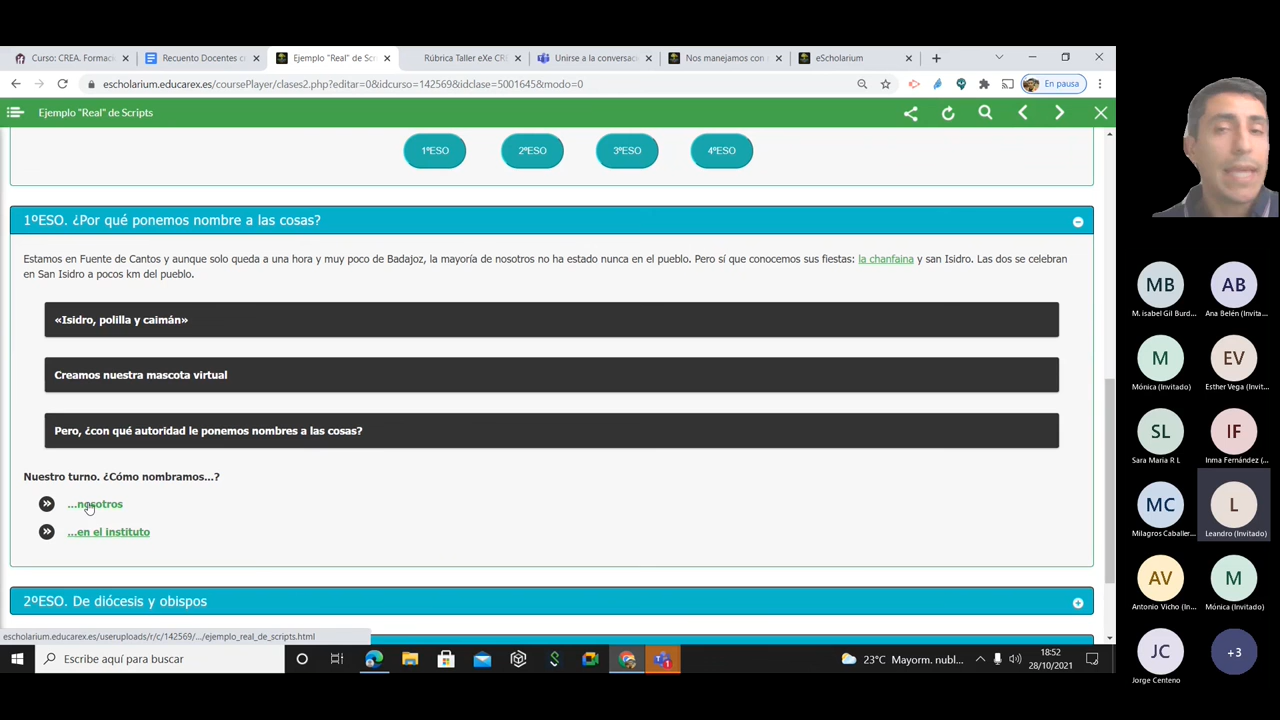 Curso: CREA. Formac
Recuento Docentes c
Ejemplo "Real" de Scr
Rúbrica Taller eXe CR
Unirse a la conversac
Nos manejamos con
eScholarium
escholarium.educarex.es/coursePlayer/clases2.php?editar=0&idcurso=142569&idclase=5001645&modo=0
En pausa
Ejemplo "Real" de Scripts
1ºESO
2ºESO
3ºESO
4ºESO
1ºESO. ¿Por qué ponemos nombre a las cosas?
Estamos en Fuente de Cantos y aunque solo queda a una hora y muy poco de Badajoz, la mayoría de nosotros no ha estado nunca en el pueblo. Pero sí que conocemos sus fiestas: la chanfaina y san Isidro. Las dos se celebran
en San Isidro a pocos km del pueblo.
«Isidro, polilla y caimán»
Creamos nuestra mascota virtual
Pero, ¿con qué autoridad le ponemos nombres a las cosas?
Nuestro turno. ¿Cómo nombramos...?
...nosotros
...en el instituto
2ºESO. De diócesis y obispos
escholarium.educarex.es/useruploads/r/c/142569/.../ejemplo_real_de_scripts.html
Escribe aquí para buscar
23°C Mayorm. nubl...
18:52
28/10/2021
MB
M. isabel Gil Burd...
AB
Ana Belén (Invita...
M
Mónica (Invitado)
EV
Esther Vega (Invit...
SL
Sara Maria R L
IF
Inma Fernández (...
MC
Milagros Caballer...
L
Leandro (Invitado)
AV
Antonio Vicho (In...
M
Mónica (Invitado)
JC
Jorge Centeno
+3